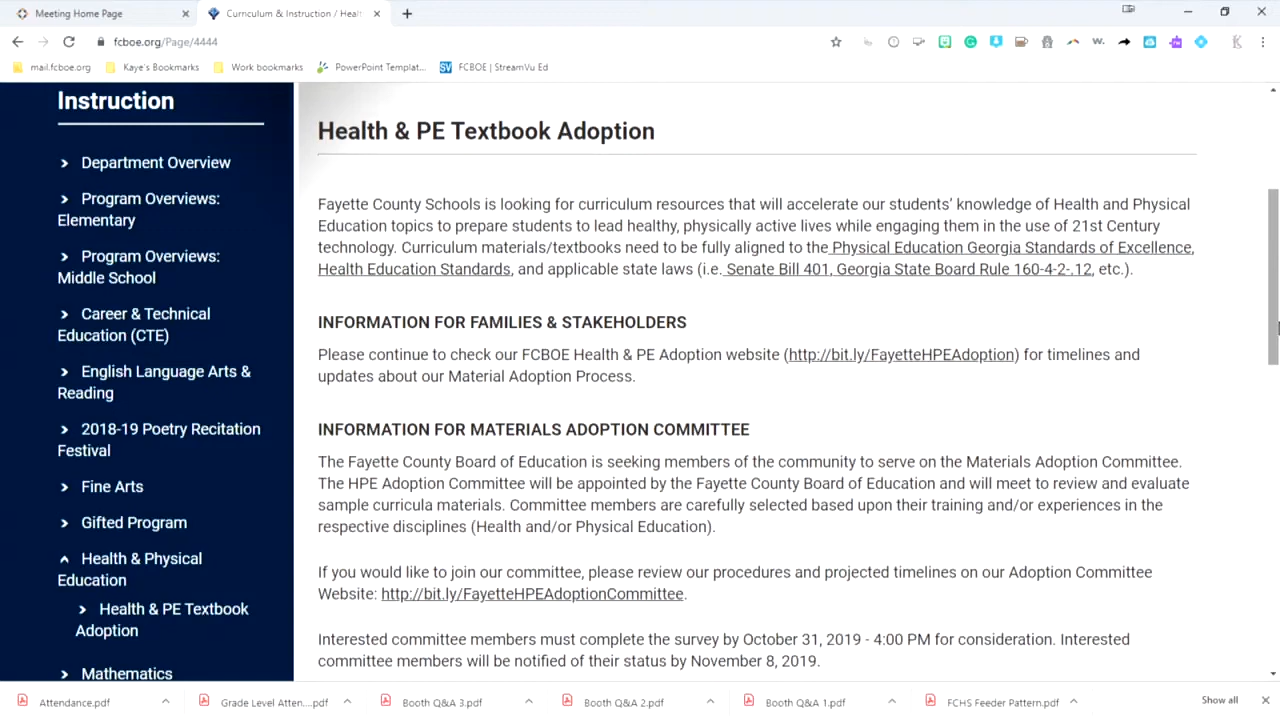 Meeting Home Page
Curriculum & Instruction / Healt
fcboe.org/Page/4444
mail.fcboe.org
Kaye's Bookmarks
Work bookmarks
PowerPoint Templat...
SV
FCBOE | StreamVu Ed
Instruction
Department Overview
Program Overviews:
Elementary
Program Overviews:
Middle School
Career & Technical
Education (CTE)
English Language Arts &
Reading
2018-19 Poetry Recitation
Festival
Fine Arts
Gifted Program
Health & Physical
Education
Health & PE Textbook
Adoption
Mathematics
Health & PE Textbook Adoption
Fayette County Schools is looking for curriculum resources that will accelerate our students' knowledge of Health and Physical
Education topics to prepare students to lead healthy, physically active lives while engaging them in the use of 21st Century
technology. Curriculum materials/textbooks need to be fully aligned to the Physical Education Georgia Standards of Excellence,
Health Education Standards, and applicable state laws (i.e. Senate Bill 401, Georgia State Board Rule 160-4-2-.12, etc.).
INFORMATION FOR FAMILIES & STAKEHOLDERS
Please continue to check our FCBOE Health & PE Adoption website (http://bit.ly/FayetteHPEAdoption) for timelines and
updates about our Material Adoption Process.
INFORMATION FOR MATERIALS ADOPTION COMMITTEE
The Fayette County Board of Education is seeking members of the community to serve on the Materials Adoption Committee.
The HPE Adoption Committee will be appointed by the Fayette County Board of Education and will meet to review and evaluate
sample curricula materials. Committee members are carefully selected based upon their training and/or experiences in the
respective disciplines (Health and/or Physical Education).
If you would like to join our committee, please review our procedures and projected timelines on our Adoption Committee
Website: http://bit.ly/FayetteHPEAdoptionCommittee.
Interested committee members must complete the survey by October 31, 2019 - 4:00 PM for consideration. Interested
committee members will be notified of their status by November 8, 2019.
Attendance.pdf
Grade Level Atten....pdf
Booth Q&A 3.pdf
Booth Q&A 2.pdf
Booth Q&A 1.pdf
FCHS Feeder Pattern.pdf
Show all